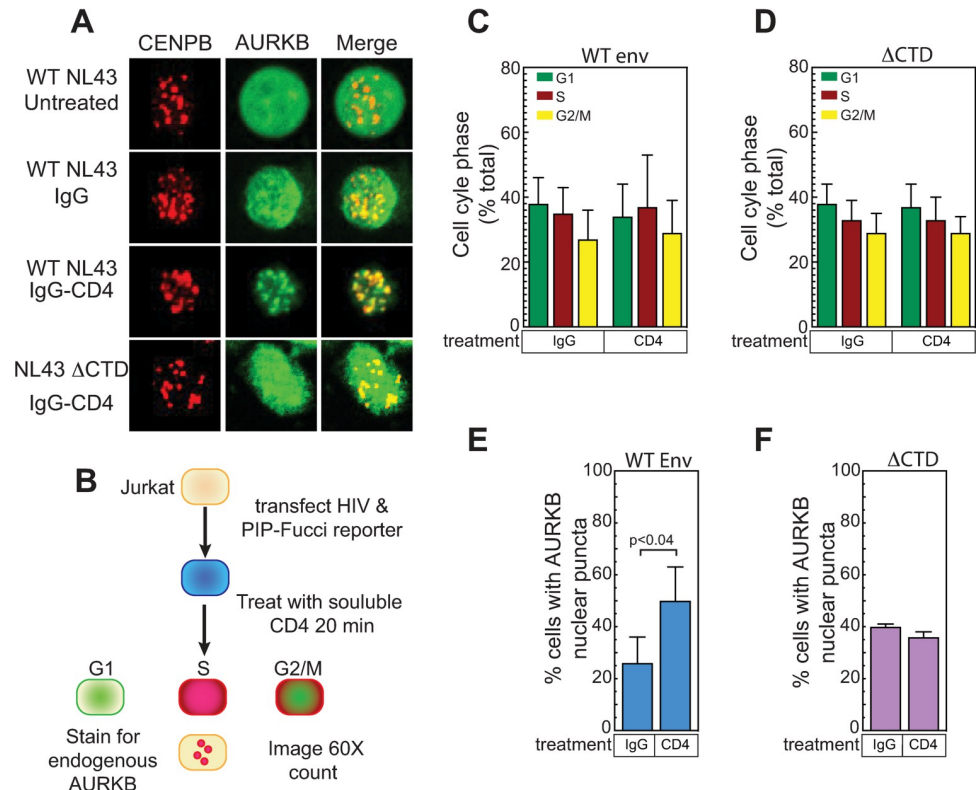 A
CENPB AURKB Merge
WT NL43
Untreated
WT NL43
IgG
WT NL43
IgG-CD4
NL43 ΔCTD
IgG-CD4
B
Jurkat
transfect HIV &
PIP-Fucci reporter
Treat with souluble
CD4 20 min
G1 S G2/M
Stain for
endogenous
AURKB
Image 60X
count
C
WT env
Cell cyle phase
(% total)
80
60
40
20
0
G1
S
G2/M
treatment
IgG CD4
D
ΔCTD
Cell cyle phase
(% total)
80
60
40
20
0
G1
S
G2/M
treatment
IgG CD4
E
WT Env
% cells with AURKB
nuclear puncta
100
80
60
40
20
0
p<0.04
treatment IgG CD4
F
ΔCTD
% cells with AURKB
nuclear puncta
100
80
60
40
20
0
treatment IgG CD4